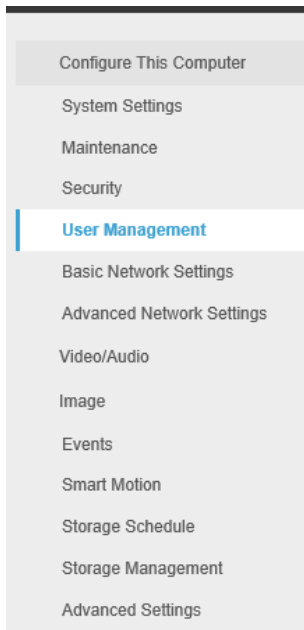 Configure This Computer
System Settings
Maintenance
Security
User Management
Basic Network Settings
Advanced Network Settings
Video/Audio
Image
Events
Smart Motion
Storage Schedule
Storage Management
Advanced Settings